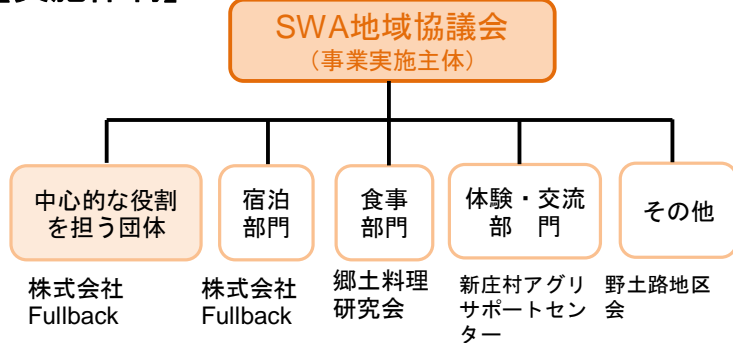 SWA地域協議会
(事業実施主体)
中心的な役割
を担う団体
宿泊
部門
食事
部門
体験・交流
部　門
その他
株式会社
Fullback
株式会社
Fullback
郷土料理
研究会
新庄村アグリ
サポートセン
ター
野土路地区
会